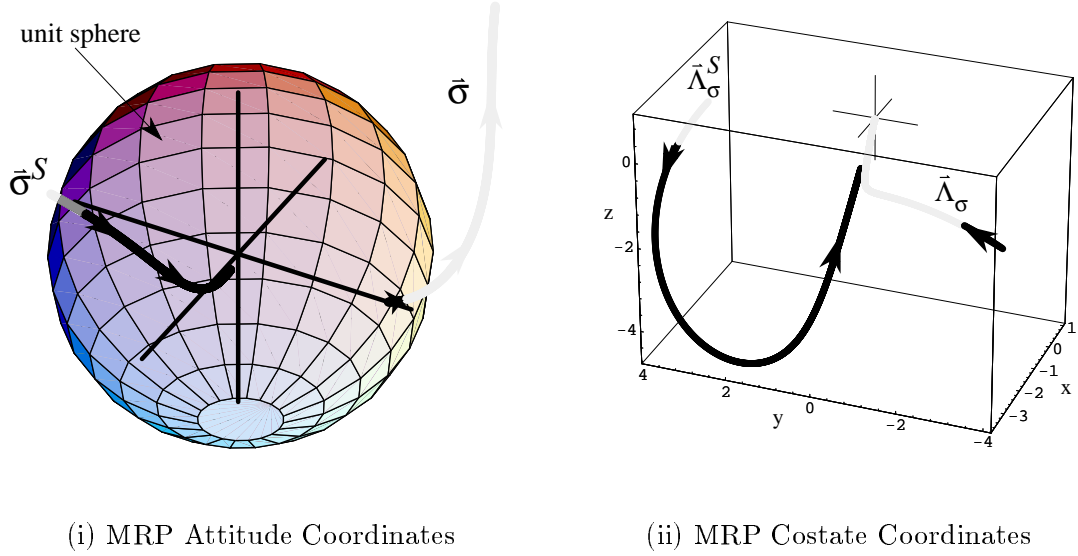 unit sphere
σ⃗
σ⃗^S
(i) MRP Attitude Coordinates
Λ⃗_σ^S
Λ⃗_σ
0
z
-2
-4
4
2
y
0
-2
-4
1
0
-1
x
-2
-3
(ii) MRP Costate Coordinates